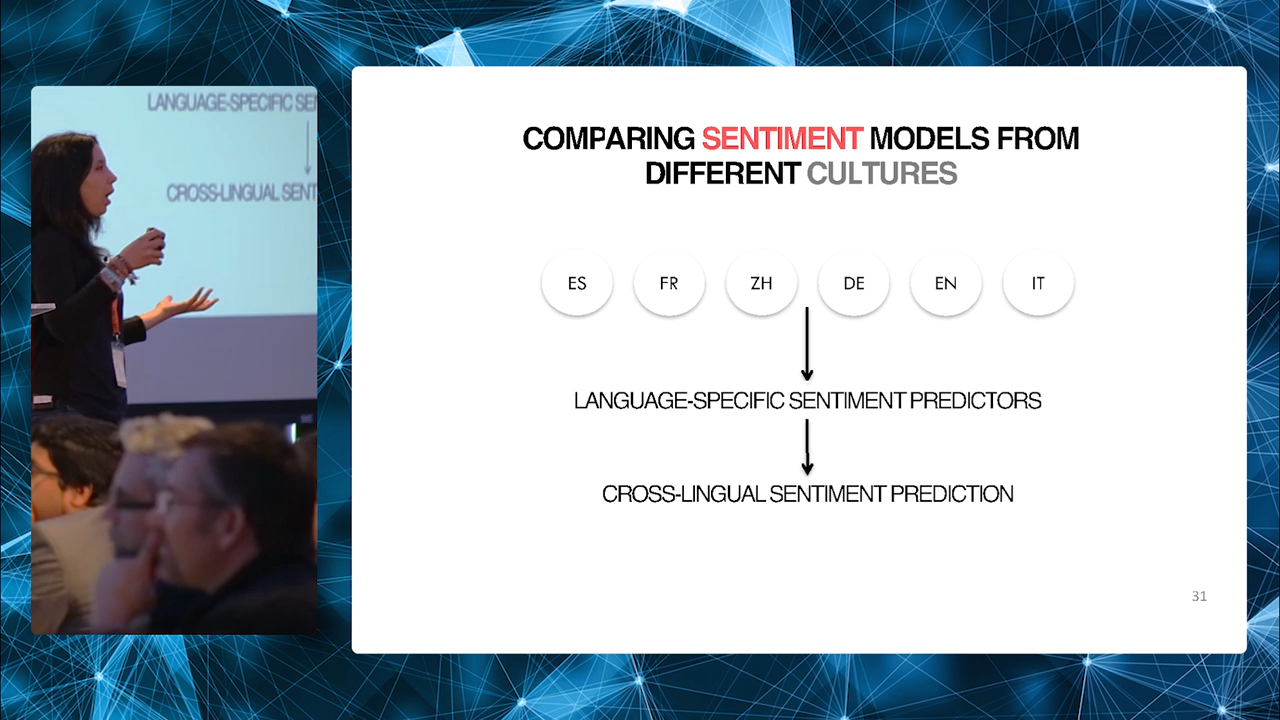 LANGUAGE-SPECIFIC SEN
CROSS-LINGUAL SENT
COMPARING SENTIMENT MODELS FROM
DIFFERENT CULTURES
ES FR ZH DE EN IT
LANGUAGE-SPECIFIC SENTIMENT PREDICTORS
CROSS-LINGUAL SENTIMENT PREDICTION
31